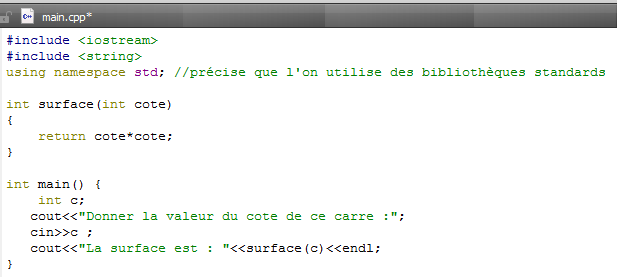 main.cpp*
#include <iostream>
#include <string>
using namespace std; //précise que l'on utilise des bibliothèques standards
int surface(int cote)
{
return cote*cote;
}
int main() {
int c;
cout<<"Donner la valeur du cote de ce carre :";
cin>>c ;
cout<<"La surface est : "<<surface(c)<<endl;
}